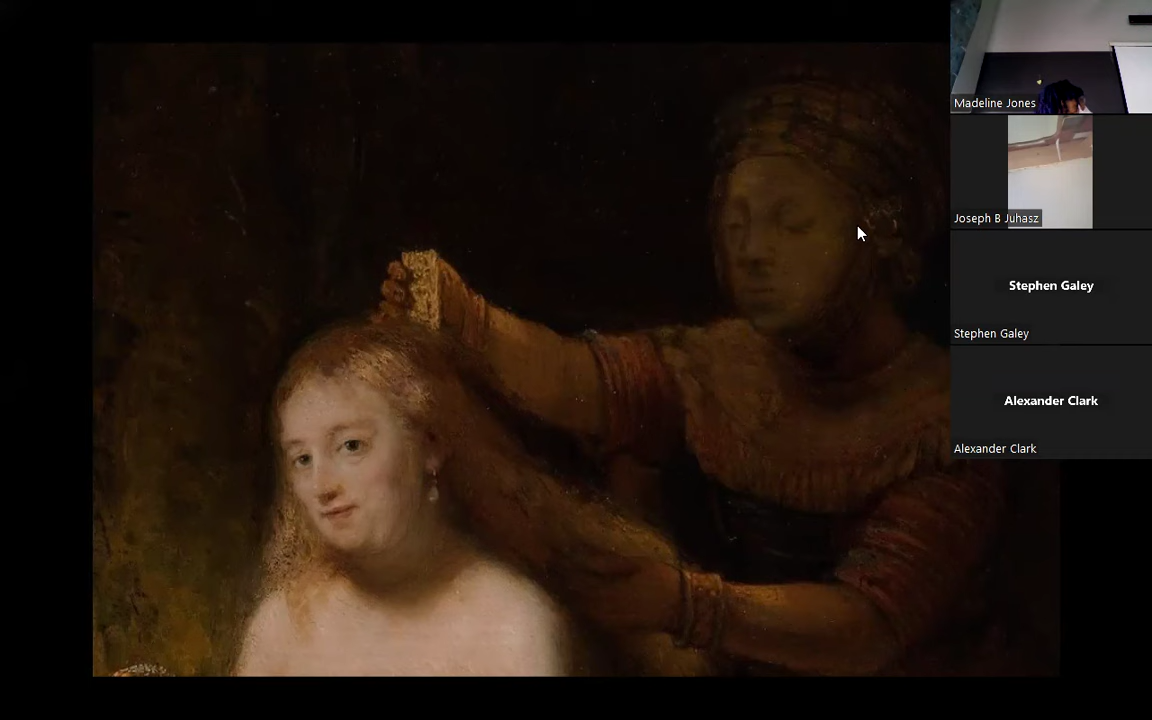 Madeline Jones
Joseph B Juhasz
Stephen Galey
Stephen Galey
Alexander Clark
Alexander Clark